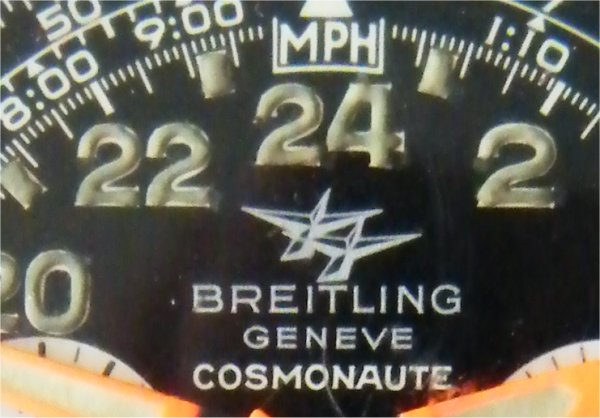 50 9:00
8:00
MPH
1:10
22 24 2
20
BREITLING
GENEVE
COSMONAUTE